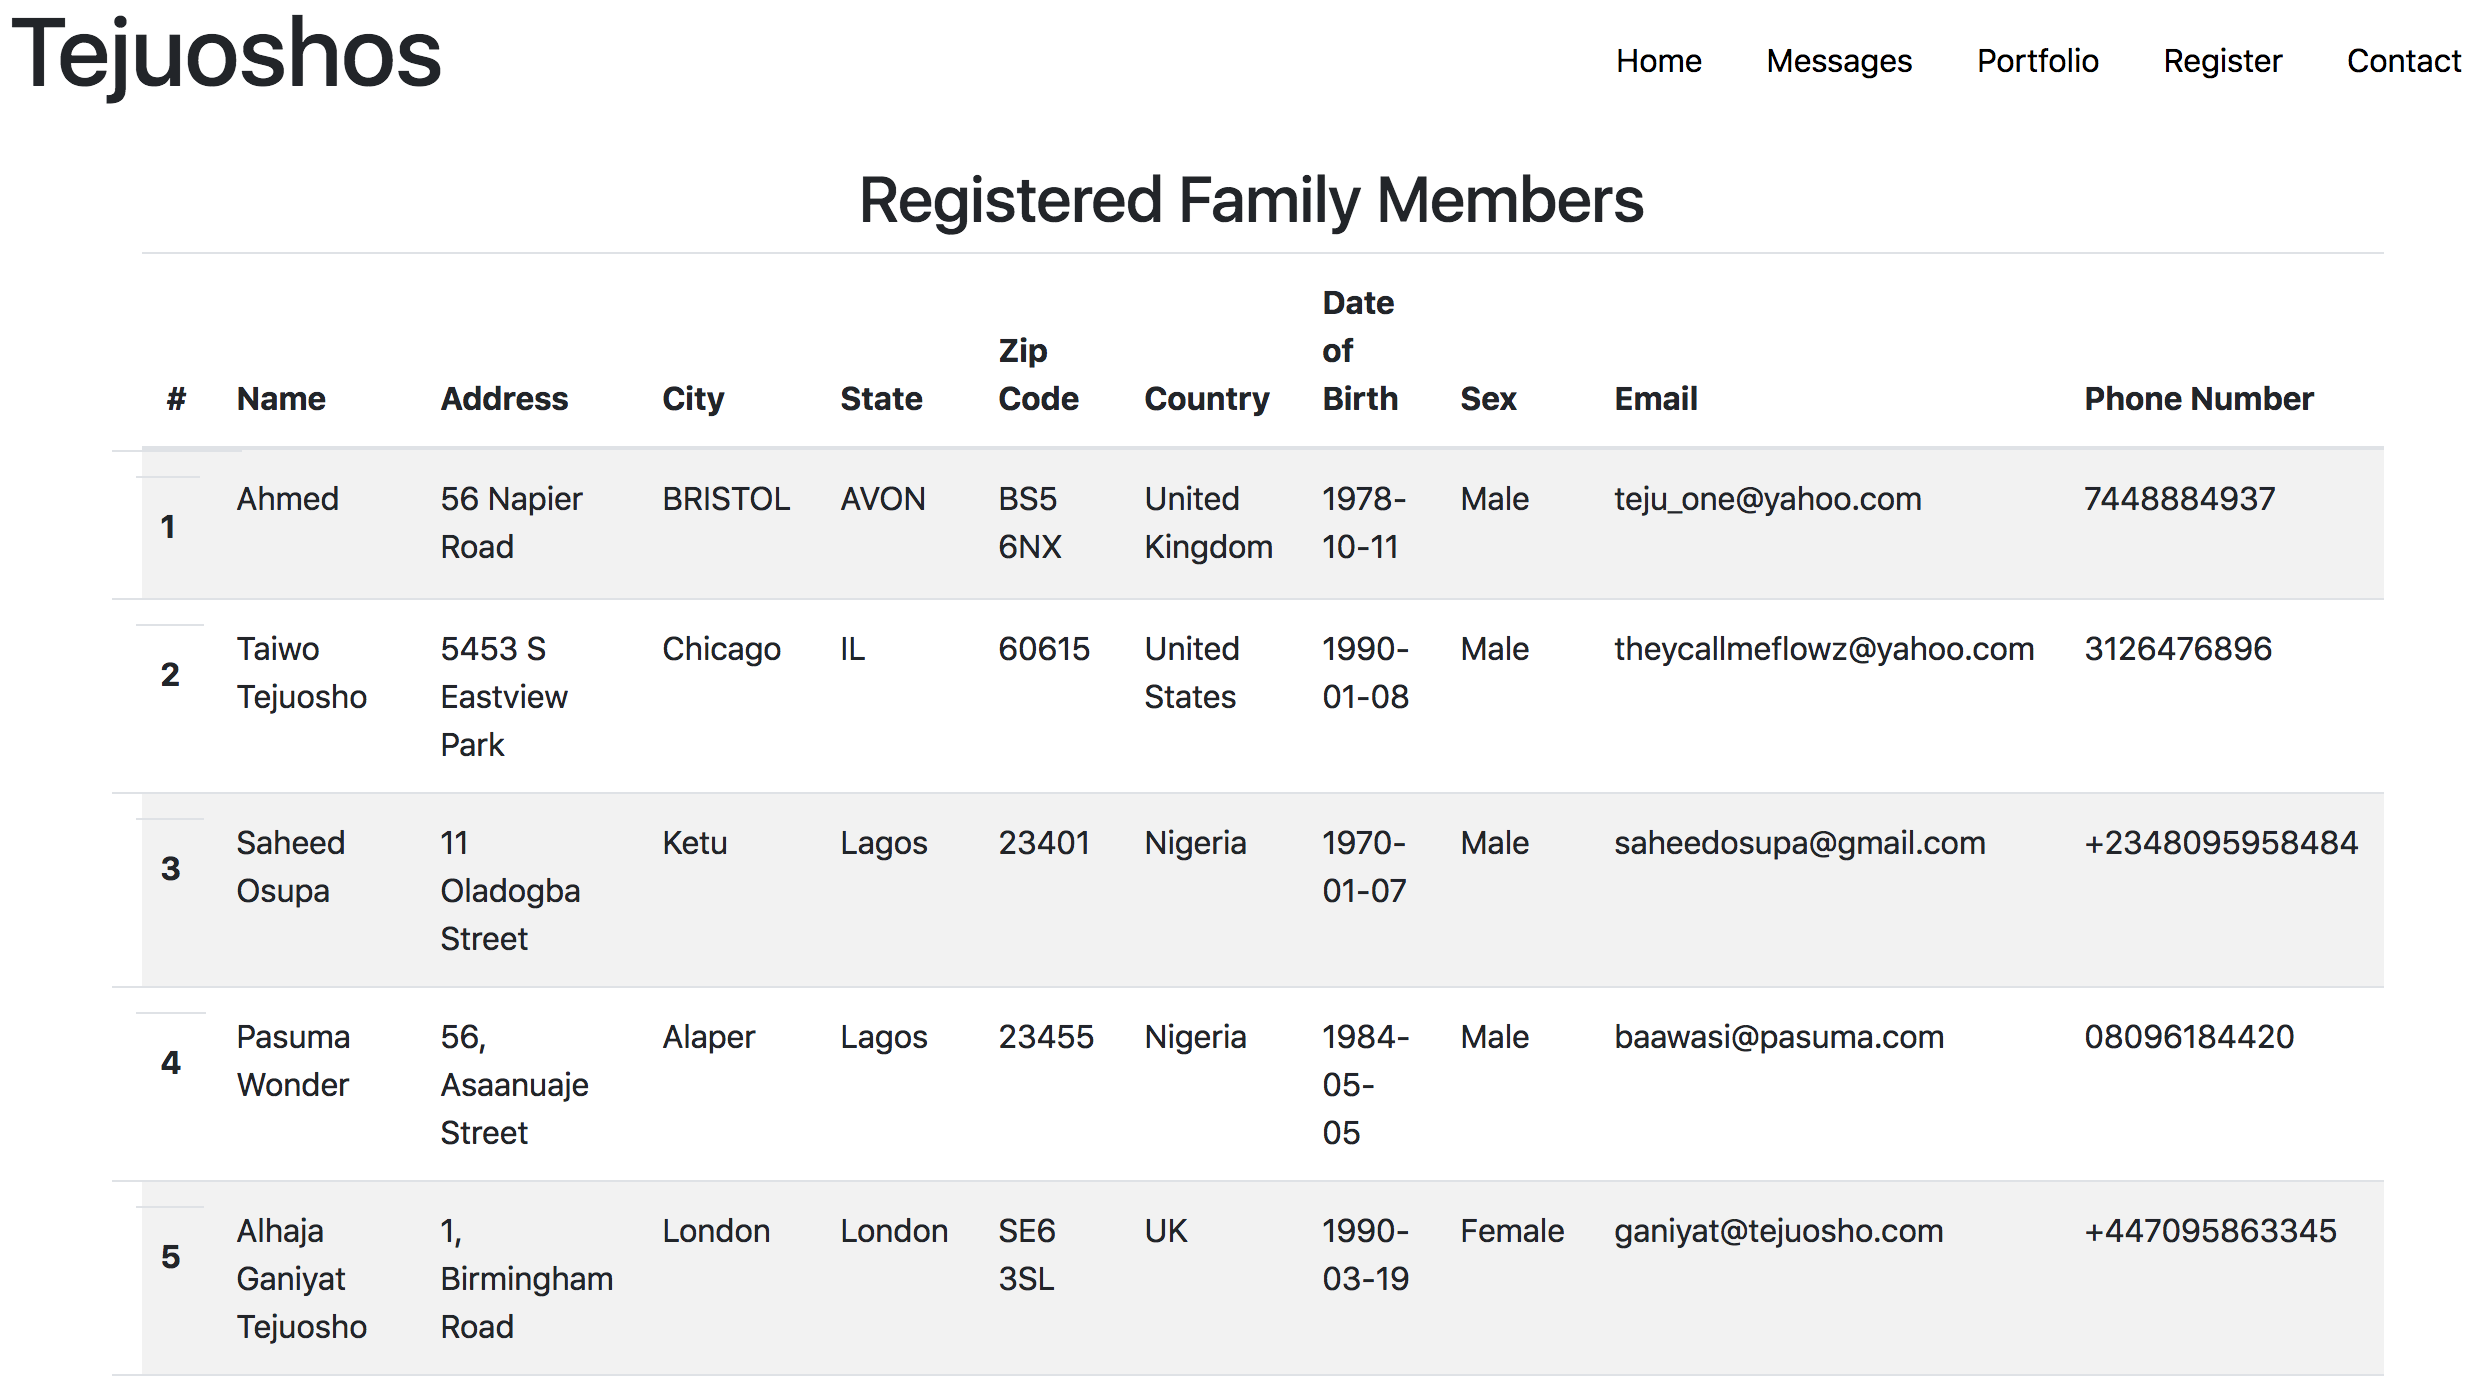 Tejuoshos
Home Messages Portfolio Register Contact
Registered Family Members
# Name Address City State Zip Code Country Date of Birth Sex Email Phone Number
1 Ahmed 56 Napier Road BRISTOL AVON BS5 6NX United Kingdom 1978-10-11 Male teju_one@yahoo.com 7448884937
2 Taiwo Tejuosho 5453 S Eastview Park Chicago IL 60615 United States 1990-01-08 Male theycallmeflowz@yahoo.com 3126476896
3 Saheed Osupa 11 Oladogba Street Ketu Lagos 23401 Nigeria 1970-01-07 Male saheedosupa@gmail.com +2348095958484
4 Pasuma Wonder 56, Asaanuaje Street Alaper Lagos 23455 Nigeria 1984-05-05 Male baawasi@pasuma.com 08096184420
5 Alhaja Ganiyat Tejuosho 1, Birmingham Road London London SE6 3SL UK 1990-03-19 Female ganiyat@tejuosho.com +447095863345